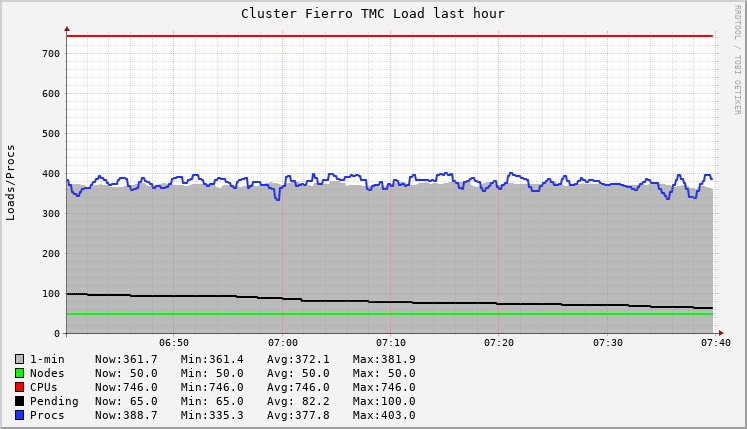 Cluster Fierro TMC Load last hour
RRDTOOL / TOBI OETIKER
Loads/Procs
700
600
500
400
300
200
100
0
06:50 07:00 07:10 07:20 07:30 07:40
1-min Now:361.7 Min:361.4 Avg:372.1 Max:381.9
Nodes Now: 50.0 Min: 50.0 Avg: 50.0 Max: 50.0
CPUs Now:746.0 Min:746.0 Avg:746.0 Max:746.0
Pending Now: 65.0 Min: 65.0 Avg: 82.2 Max:100.0
Procs Now:388.7 Min:335.3 Avg:377.8 Max:403.0